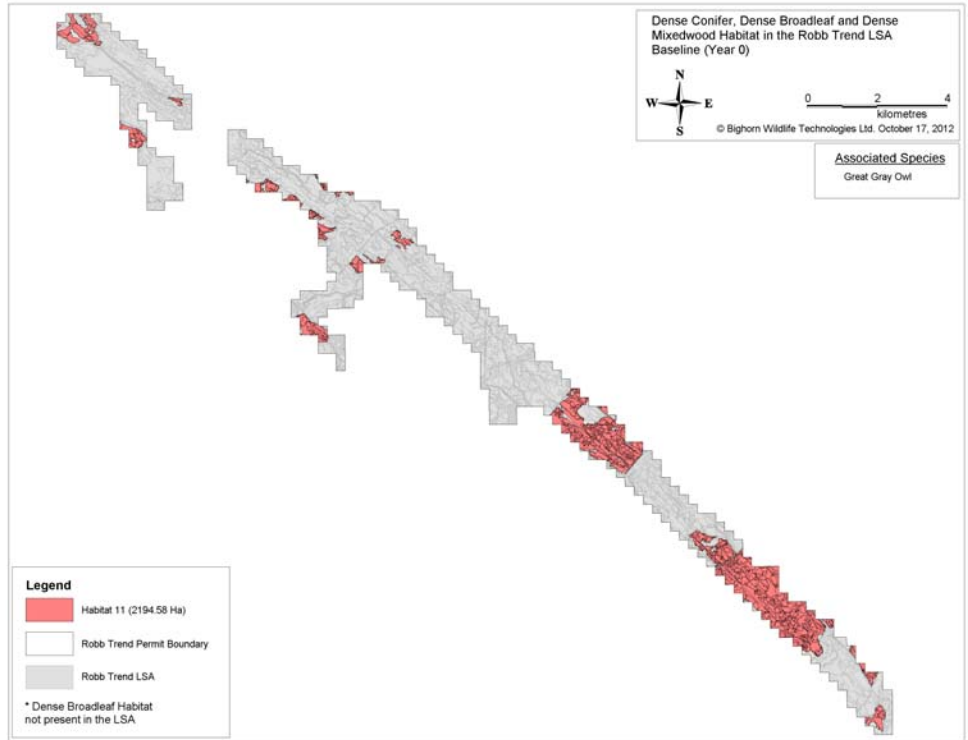 Dense Conifer, Dense Broadleaf and Dense
Mixedwood Habitat in the Robb Trend LSA
Baseline (Year 0)
N
W E
S
0 2 4
kilometres
© Bighorn Wildlife Technologies Ltd. October 17, 2012
Associated Species
Great Gray Owl
Legend
Habitat 11 (2194.58 Ha)
Robb Trend Permit Boundary
Robb Trend LSA
* Dense Broadleaf Habitat
not present in the LSA